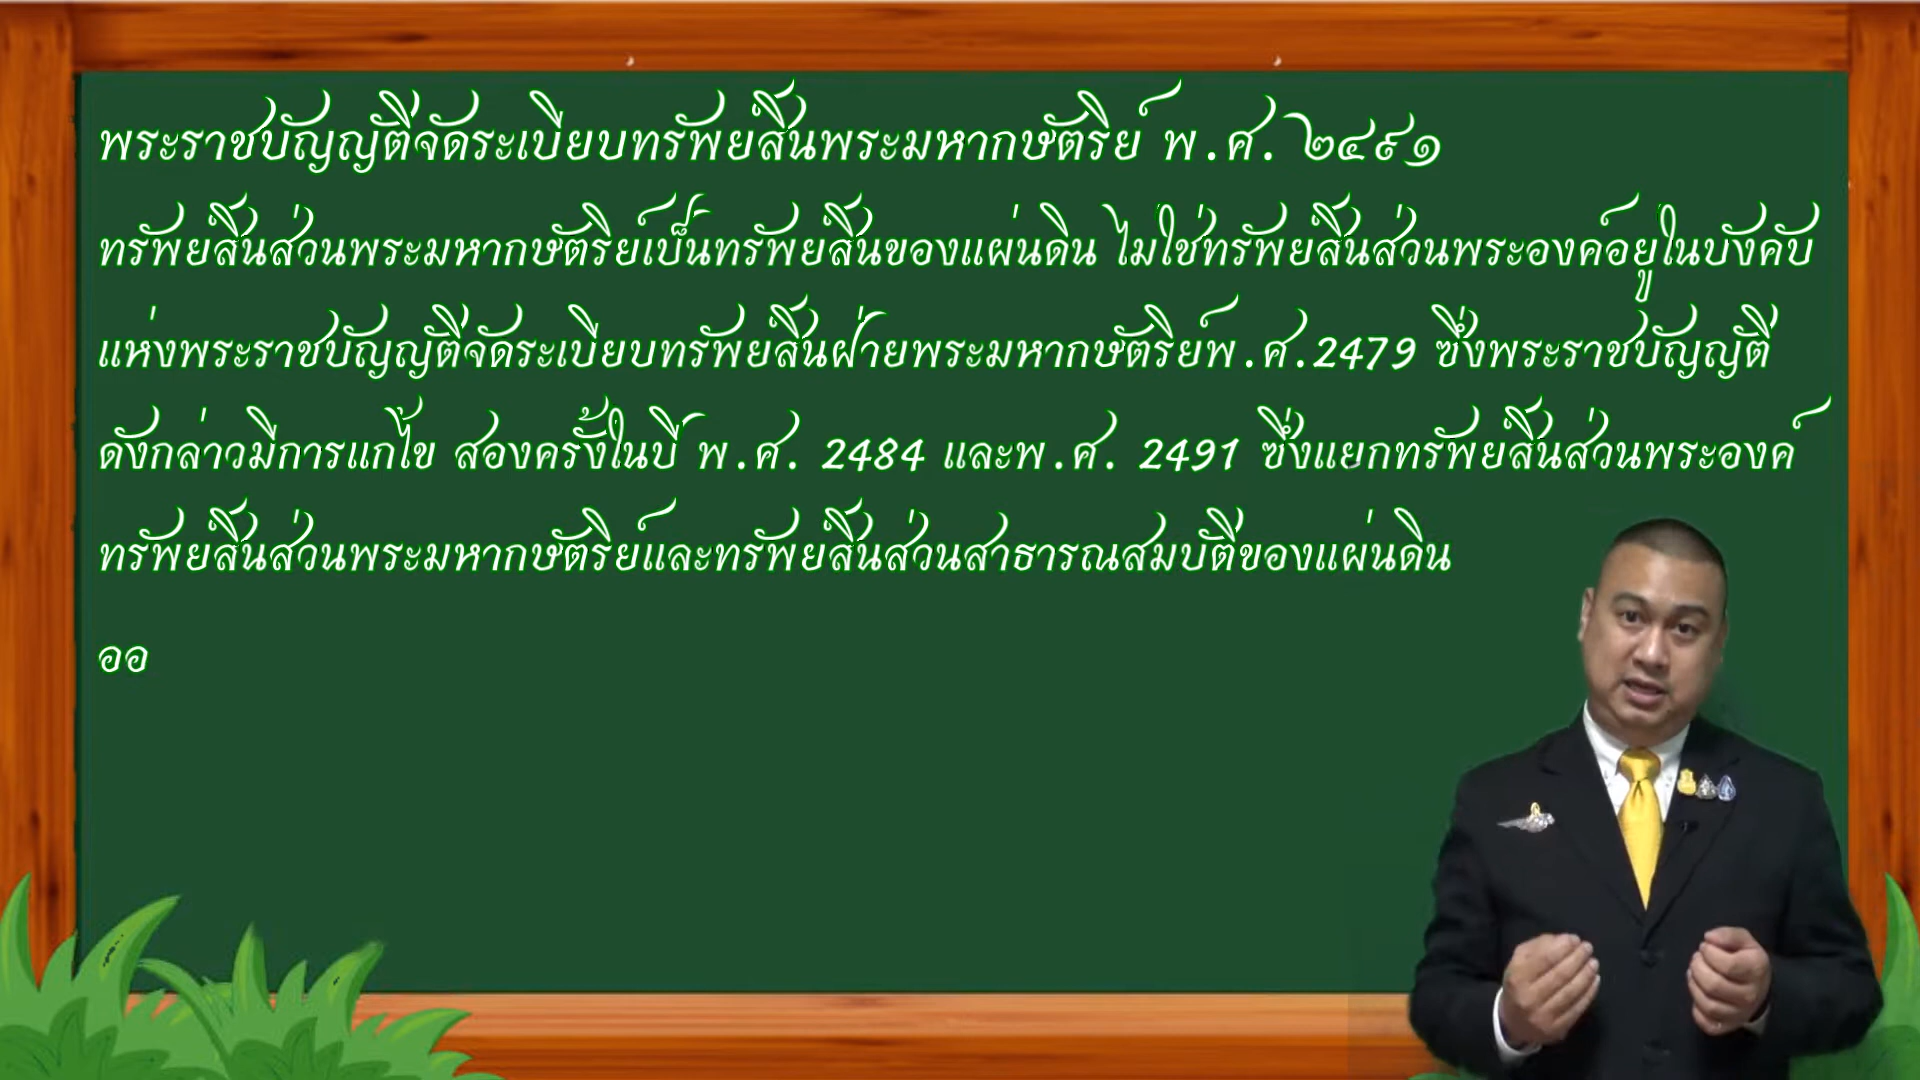 พระราชบัญญัติจัดระเบียบทรัพย์สินพระมหากษัตริย์ พ.ศ. ๒๔๙๑
ทรัพย์สินส่วนพระมหากษัตริย์เป็นทรัพย์สินของแผ่นดิน ไม่ใช่ทรัพย์สินส่วนพระองค์อยู่ในบังคับ
แห่งพระราชบัญญัติจัดระเบียบทรัพย์สินฝ่ายพระมหากษัตริย์พ.ศ.2479 ซึ่งพระราชบัญญัติ
ดังกล่าวมีการแก้ไข สองครั้งในปี พ.ศ. 2484 และพ.ศ. 2491 ซึ่งแยกทรัพย์สินส่วนพระองค์
ทรัพย์สินส่วนพระมหากษัตริย์และทรัพย์สินส่วนสาธารณสมบัติของแผ่นดิน
ออ